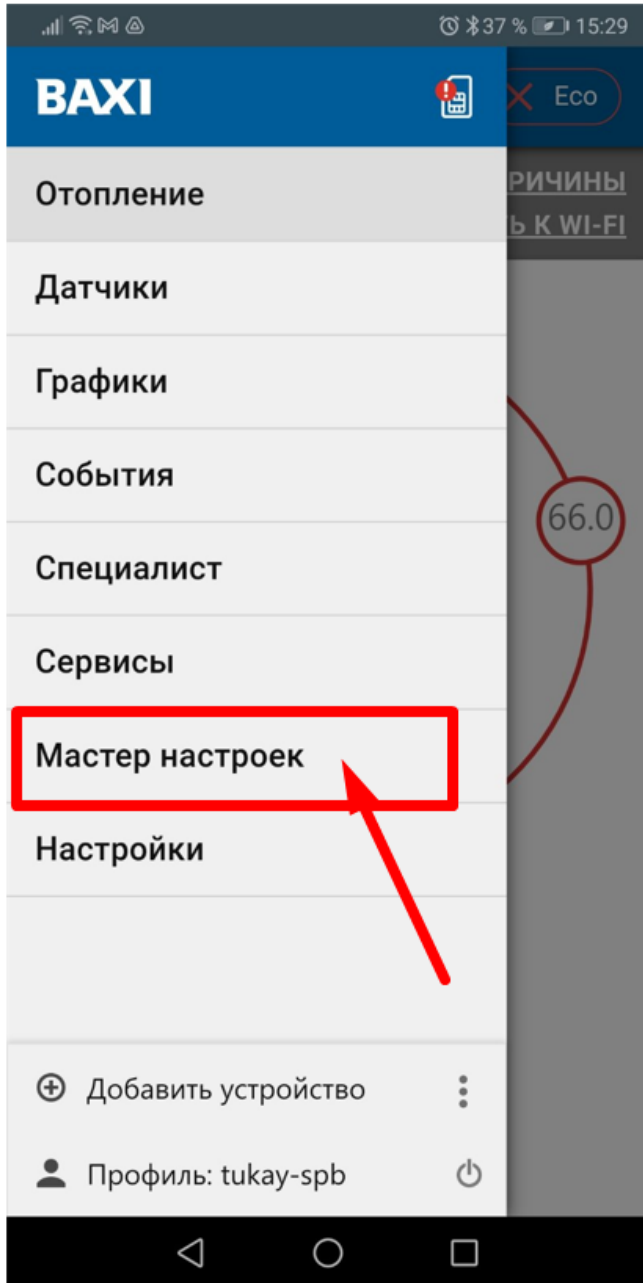 37 % 15:29
BAXI
Eco
Отопление
РИЧИНЫ
Ь К WI-FI
Датчики
Графики
События
66.0
Специалист
Сервисы
Мастер настроек
Настройки
Добавить устройство
Профиль: tukay-spb